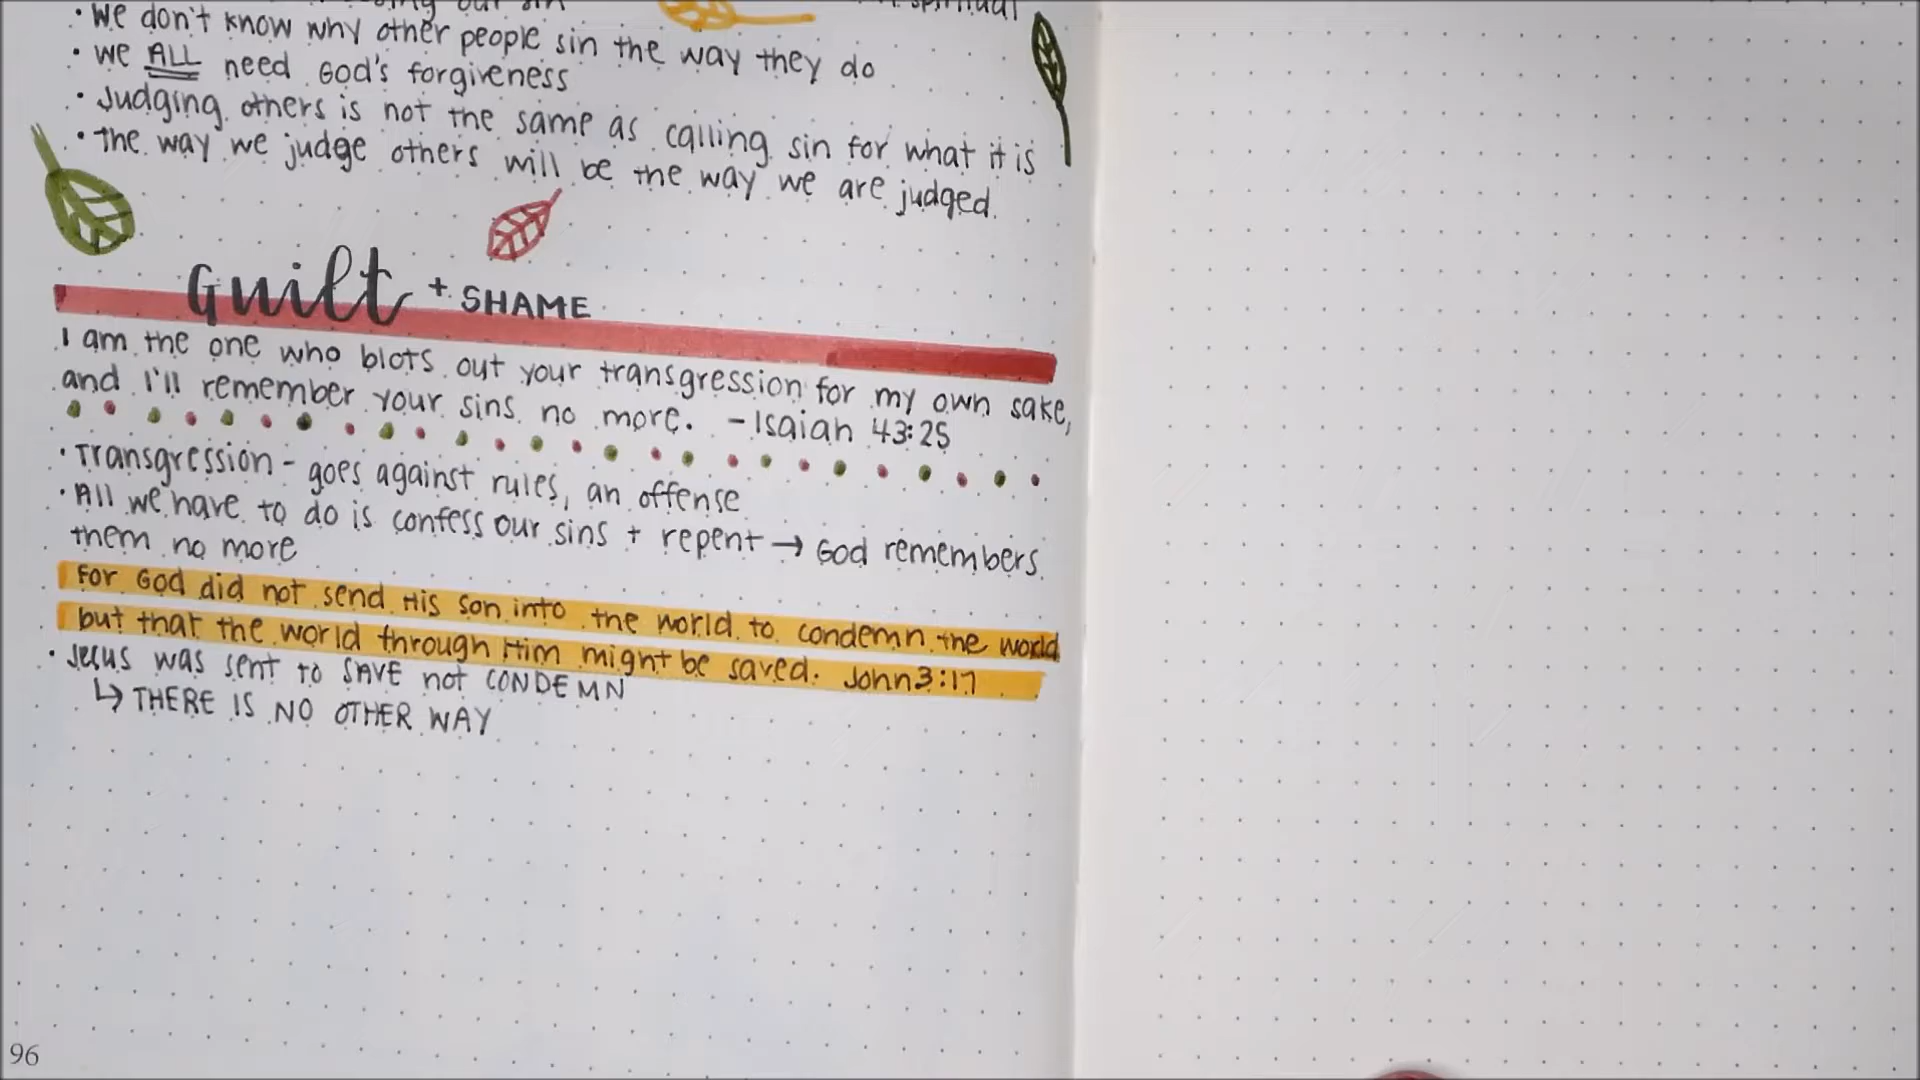 our sin
spiritual
• we don't know why other people sin the way they do
• we ALL need God's forgiveness
• Judging others is not the same as calling sin for what it is
• the way we judge others will be the way we are judged.
Guilt + SHAME
I am the one who blots out your transgression for my own sake,
and I'll remember your sins no more. - Isaiah 43:25
• Transgression - goes against rules, an offense
• All we have to do is confess our sins + repent → God remembers
them no more
For God did not send His son into the world to condemn the world
but that the world through Him might be saved. John 3:17
• Jesus was sent to SAVE not CONDEMN
↳ THERE IS NO OTHER WAY
96